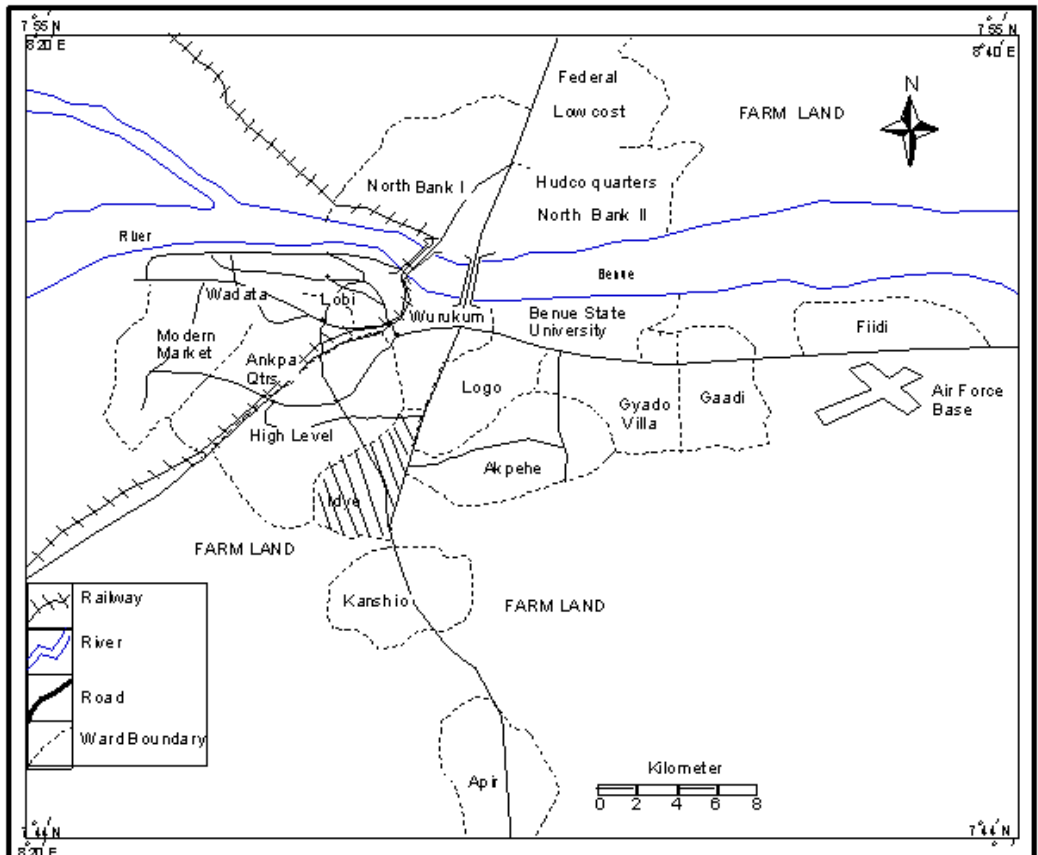 7°55' N
8°20' E
7°55' N
8°40' E
N
Federal
Low cost
FARM LAND
North Bank I
Hudco quarters
North Bank II
River
Benue
Wadata
Lobi
Wurukum
Benue State
University
Fiidi
Modern
Market
Ankpa
Qtrs
Logo
Gyado
Villa
Gaadi
Air Force
Base
High Level
Akpehe
Idye
FARM LAND
Kanshio
FARM LAND
Railway
River
Road
Ward Boundary
Apir
Kilometer
0 2 4 6 8
7°44' N
8°20' E
7°44' N